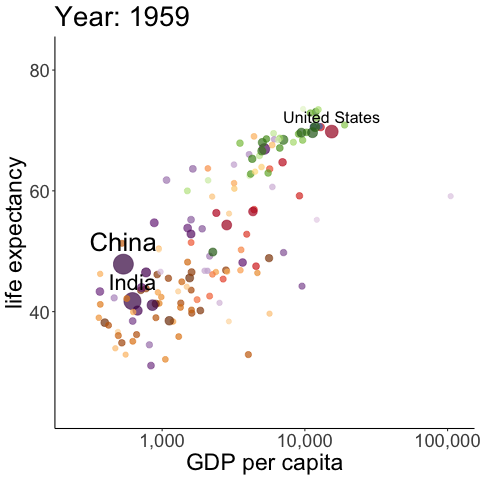 Year: 1959
80
United States
60
life expectancy
China
India
40
1,000
10,000
100,000
GDP per capita